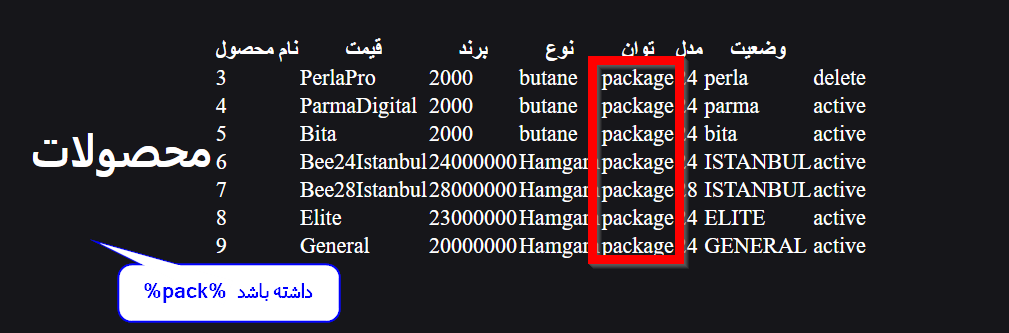 نام محصول قیمت برند نوع توان مدل وضعیت
3 PerlaPro 2000 butane package 24 perla delete
4 ParmaDigital 2000 butane package 24 parma active
5 Bita 2000 butane package 24 bita active
6 Bee24Istanbul 24000000 Hamgam package 24 ISTANBUL active
7 Bee28Istanbul 28000000 Hamgam package 28 ISTANBUL active
8 Elite 23000000 Hamgam package 24 ELITE active
9 General 20000000 Hamgam package 24 GENERAL active
محصولات
%pack% داشته باشد